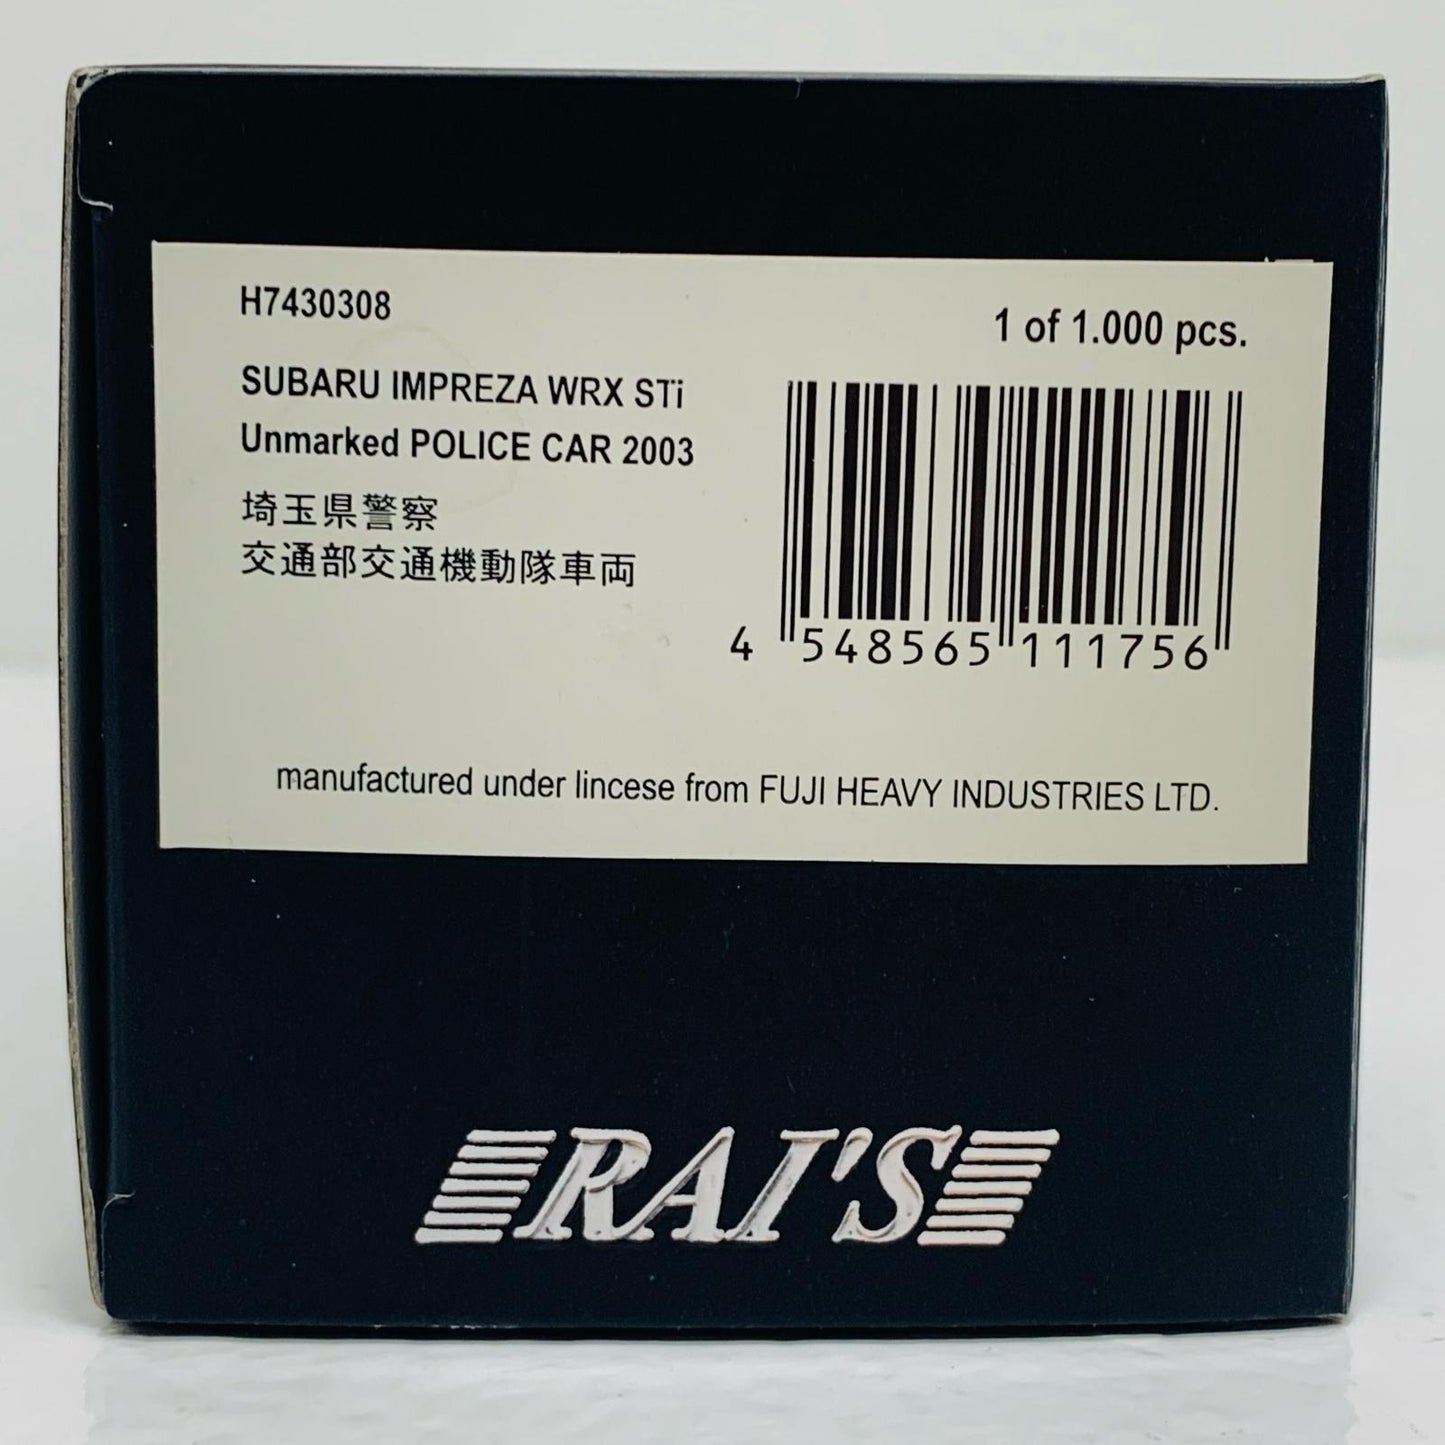 H7430308
1 of 1.000 pcs.
SUBARU IMPREZA WRX STi
Unmarked POLICE CAR 2003
埼玉県警察
交通部交通機動隊車両
4 548565 111756
manufactured under lincese from FUJI HEAVY INDUSTRIES LTD.
RAI'S